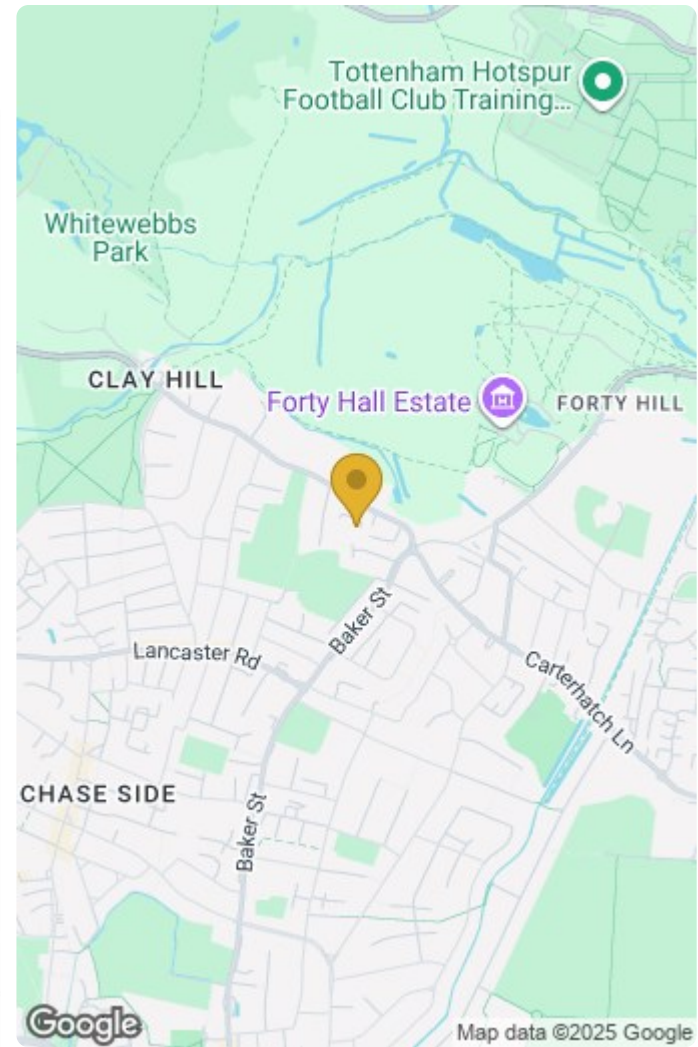 Tottenham Hotspur
Football Club Training...
Whitewebbs
Park
CLAY HILL
Forty Hall Estate
FORTY HILL
Baker St
Lancaster Rd
Carterhatch Ln
CHASE SIDE
Baker St
Google
Map data ©2025 Google